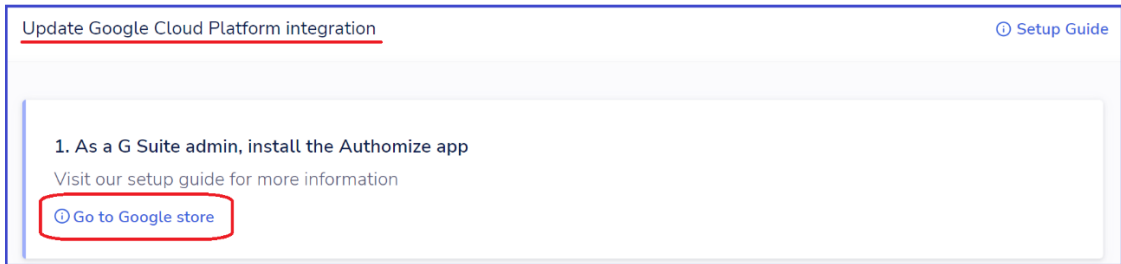 Update Google Cloud Platform integration
Setup Guide
1. As a G Suite admin, install the Authomize app
Visit our setup guide for more information
Go to Google store